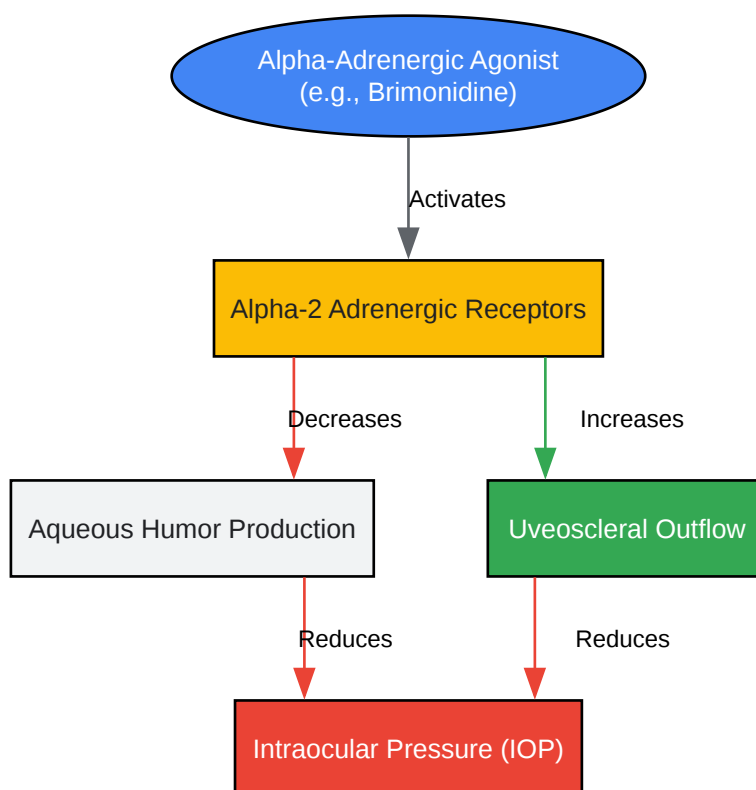 Alpha-Adrenergic Agonist
(e.g., Brimonidine)
Activates
Alpha-2 Adrenergic Receptors
Decreases
Increases
Aqueous Humor Production
Uveoscleral Outflow
Reduces
Reduces
Intraocular Pressure (IOP)